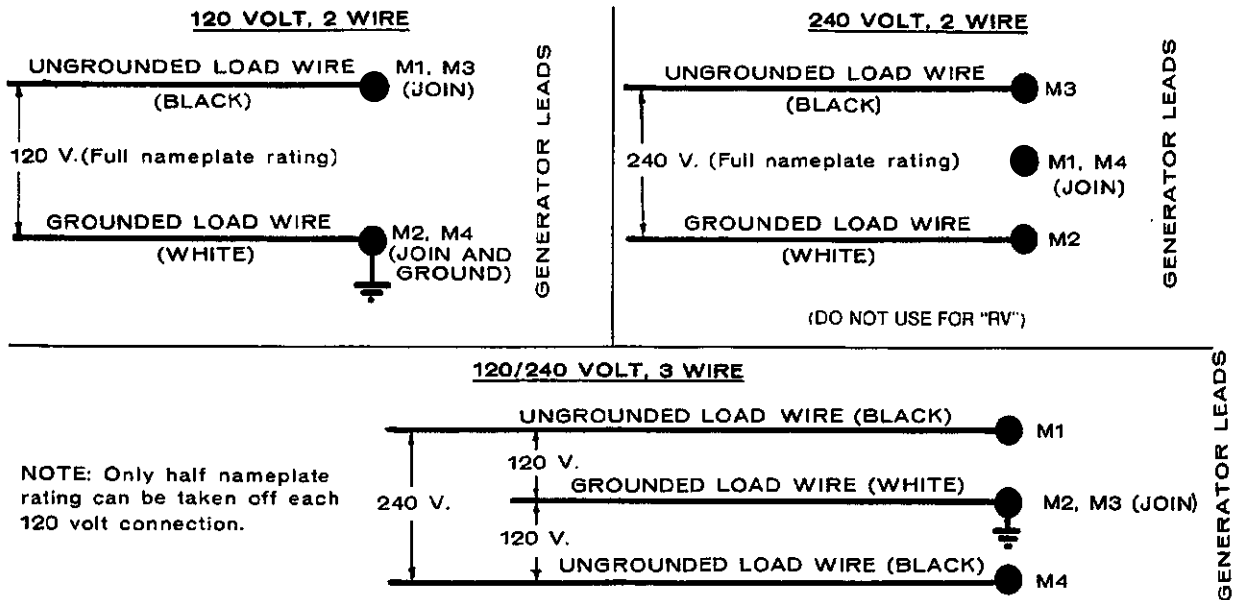 120 VOLT, 2 WIRE
UNGROUNDED LOAD WIRE
(BLACK)
M1, M3
(JOIN)
120 V.(Full nameplate rating)
GROUNDED LOAD WIRE
(WHITE)
M2, M4
(JOIN AND
GROUND)
GENERATOR LEADS
240 VOLT, 2 WIRE
UNGROUNDED LOAD WIRE
(BLACK)
M3
240 V. (Full nameplate rating)
M1, M4
(JOIN)
GROUNDED LOAD WIRE
(WHITE)
M2
GENERATOR LEADS
(DO NOT USE FOR "RV")
120/240 VOLT, 3 WIRE
NOTE: Only half nameplate
rating can be taken off each
120 volt connection.
UNGROUNDED LOAD WIRE (BLACK)
M1
240 V.
120 V.
GROUNDED LOAD WIRE (WHITE)
M2, M3 (JOIN)
120 V.
UNGROUNDED LOAD WIRE (BLACK)
M4
GENERATOR LEADS